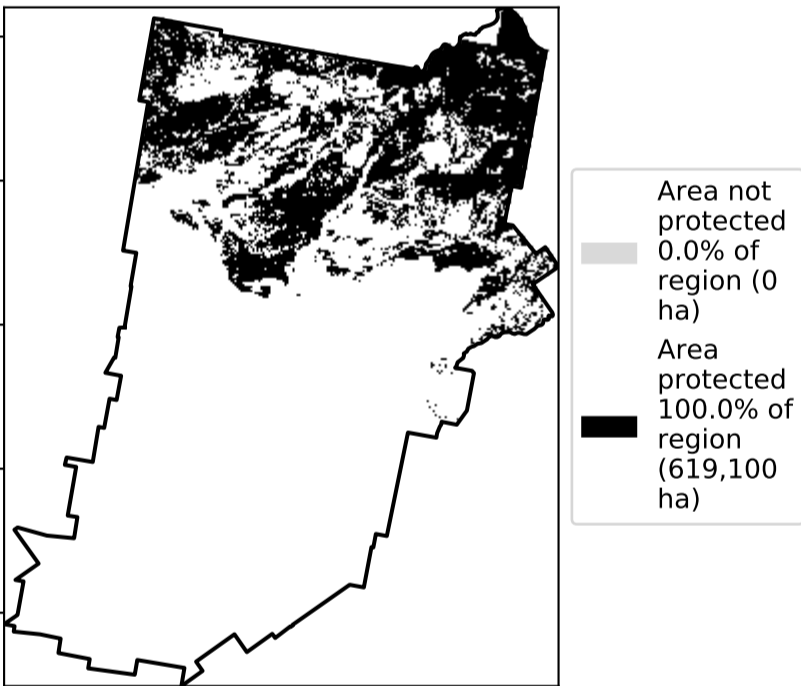 Area not
protected
0.0% of
region (0
ha)
Area
protected
100.0% of
region
(619,100
ha)